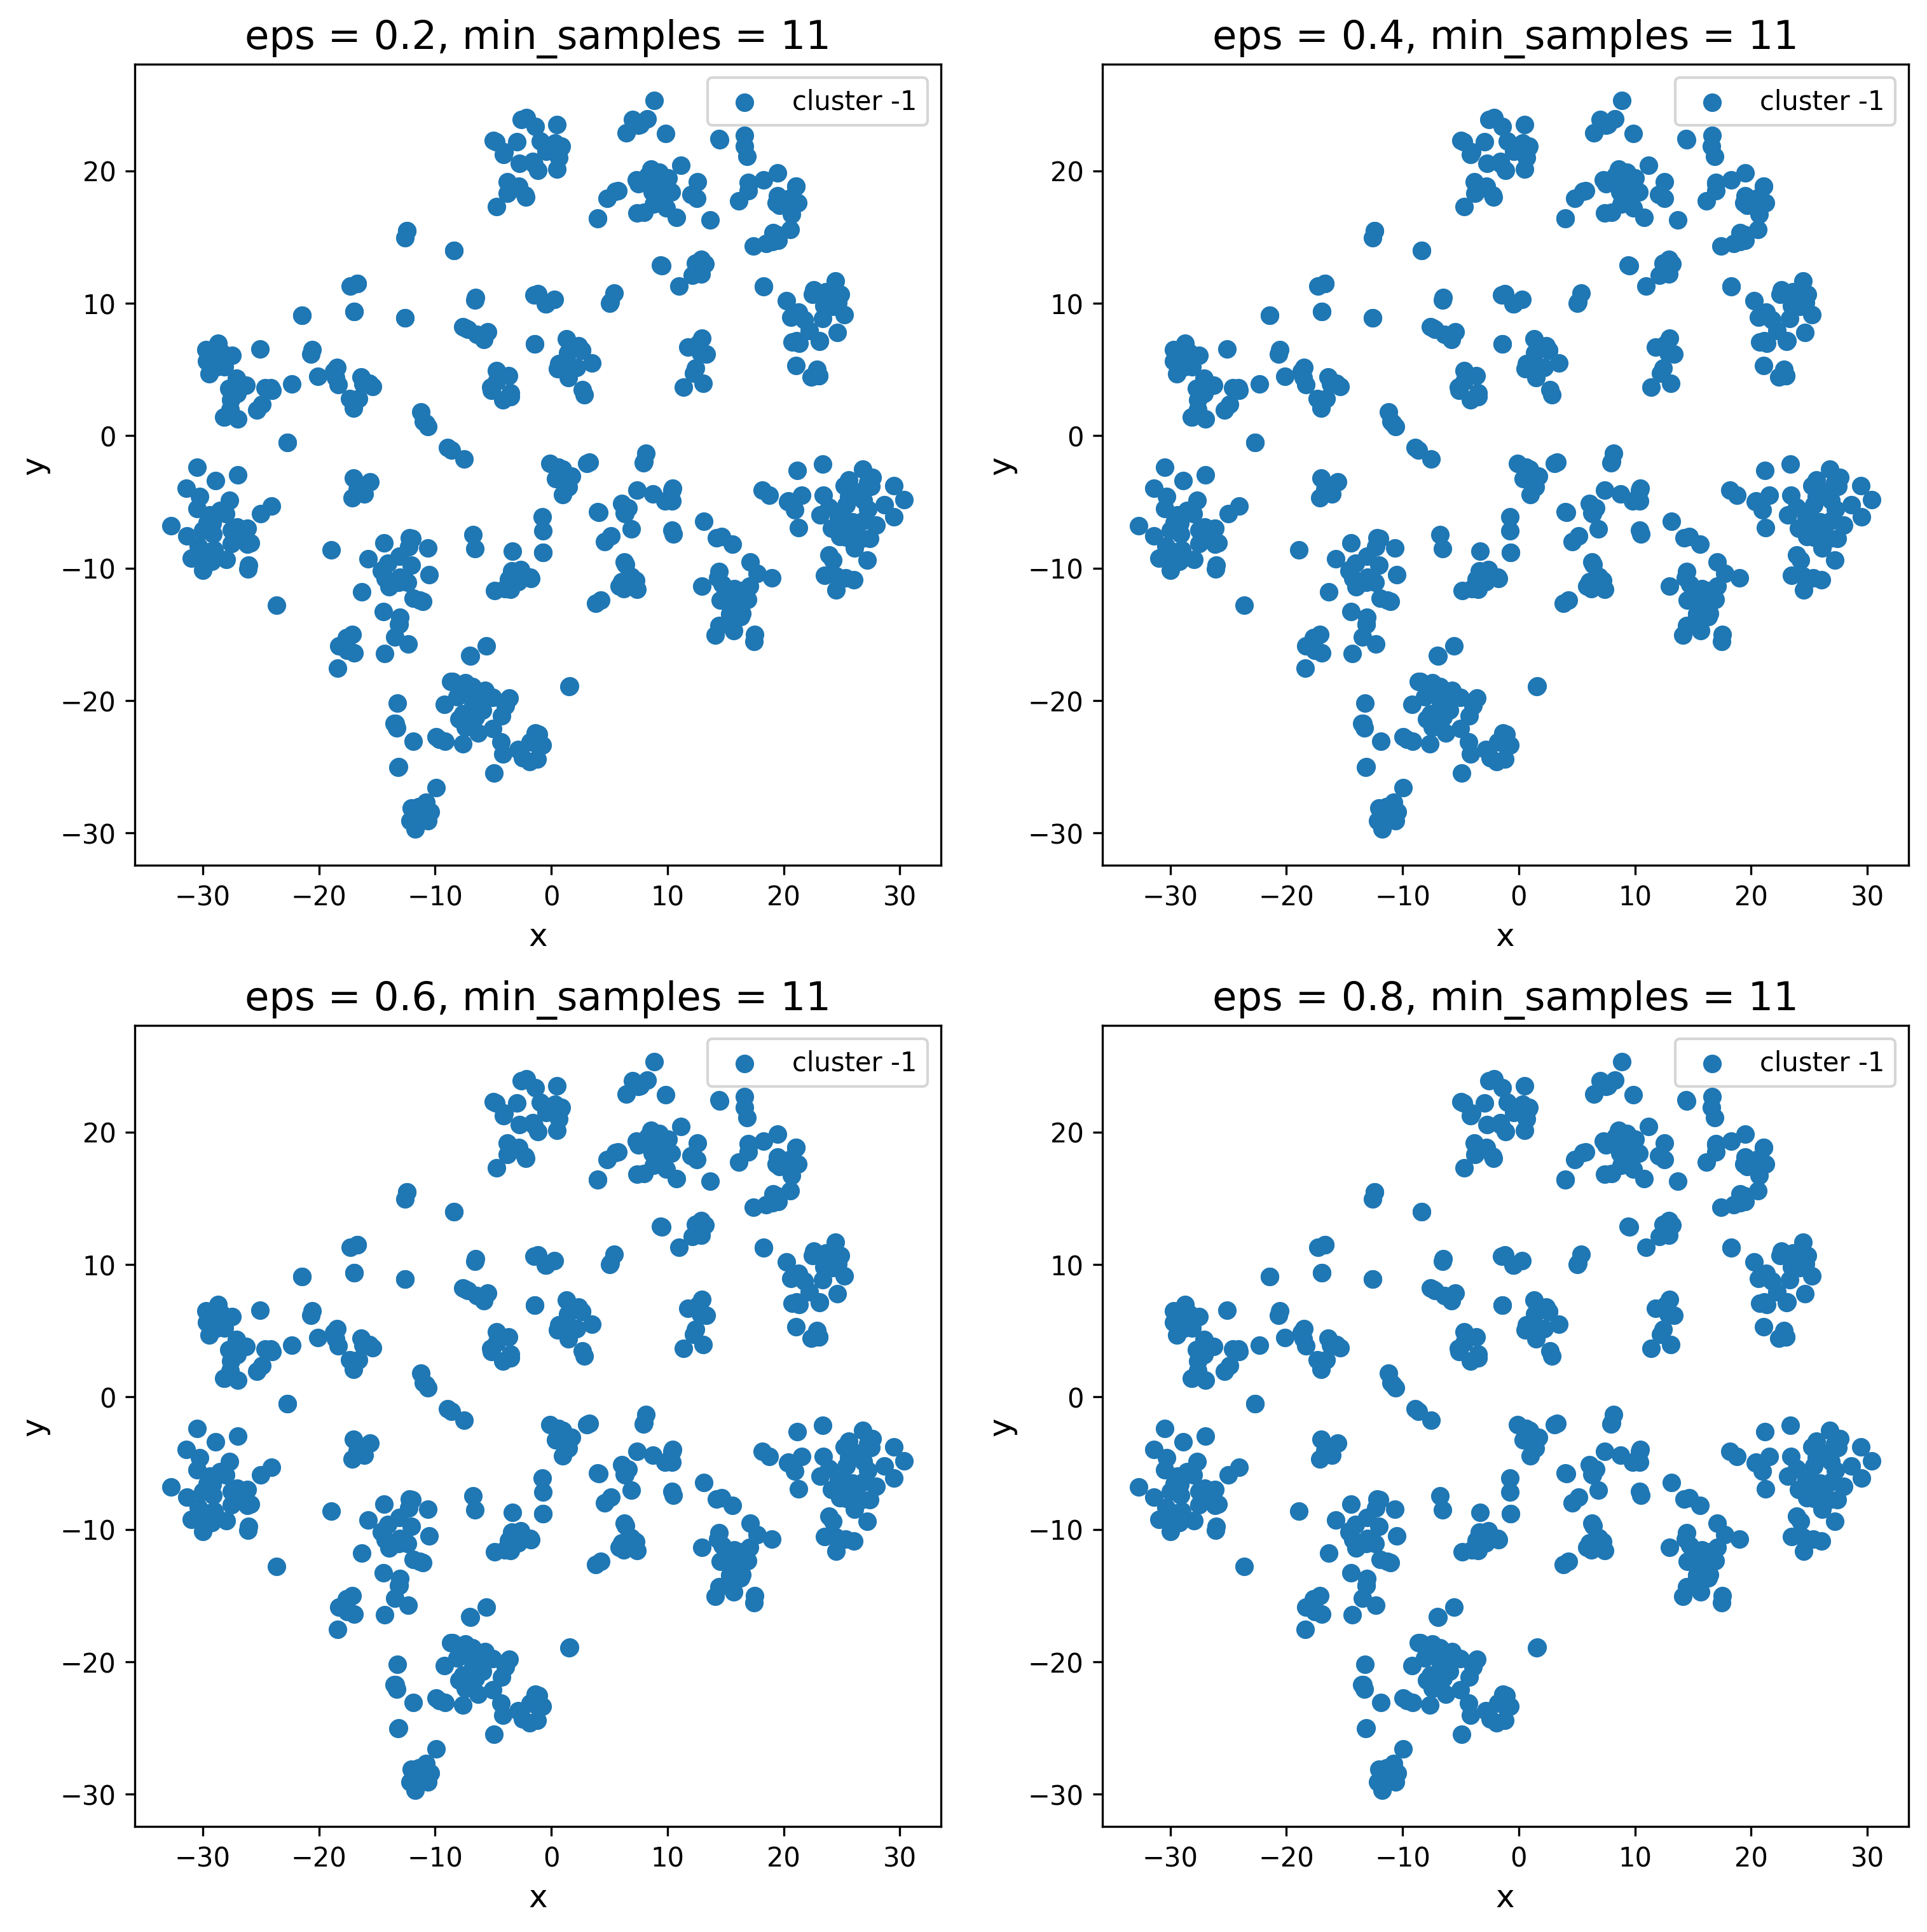 eps = 0.2, min_samples = 11
cluster -1
20
10
0
−10
−20
−30
y
−30 −20 −10 0 10 20 30
x
eps = 0.4, min_samples = 11
cluster -1
20
10
0
−10
−20
−30
y
−30 −20 −10 0 10 20 30
x
eps = 0.6, min_samples = 11
cluster -1
20
10
0
−10
−20
−30
y
−30 −20 −10 0 10 20 30
x
eps = 0.8, min_samples = 11
cluster -1
20
10
0
−10
−20
−30
y
−30 −20 −10 0 10 20 30
x